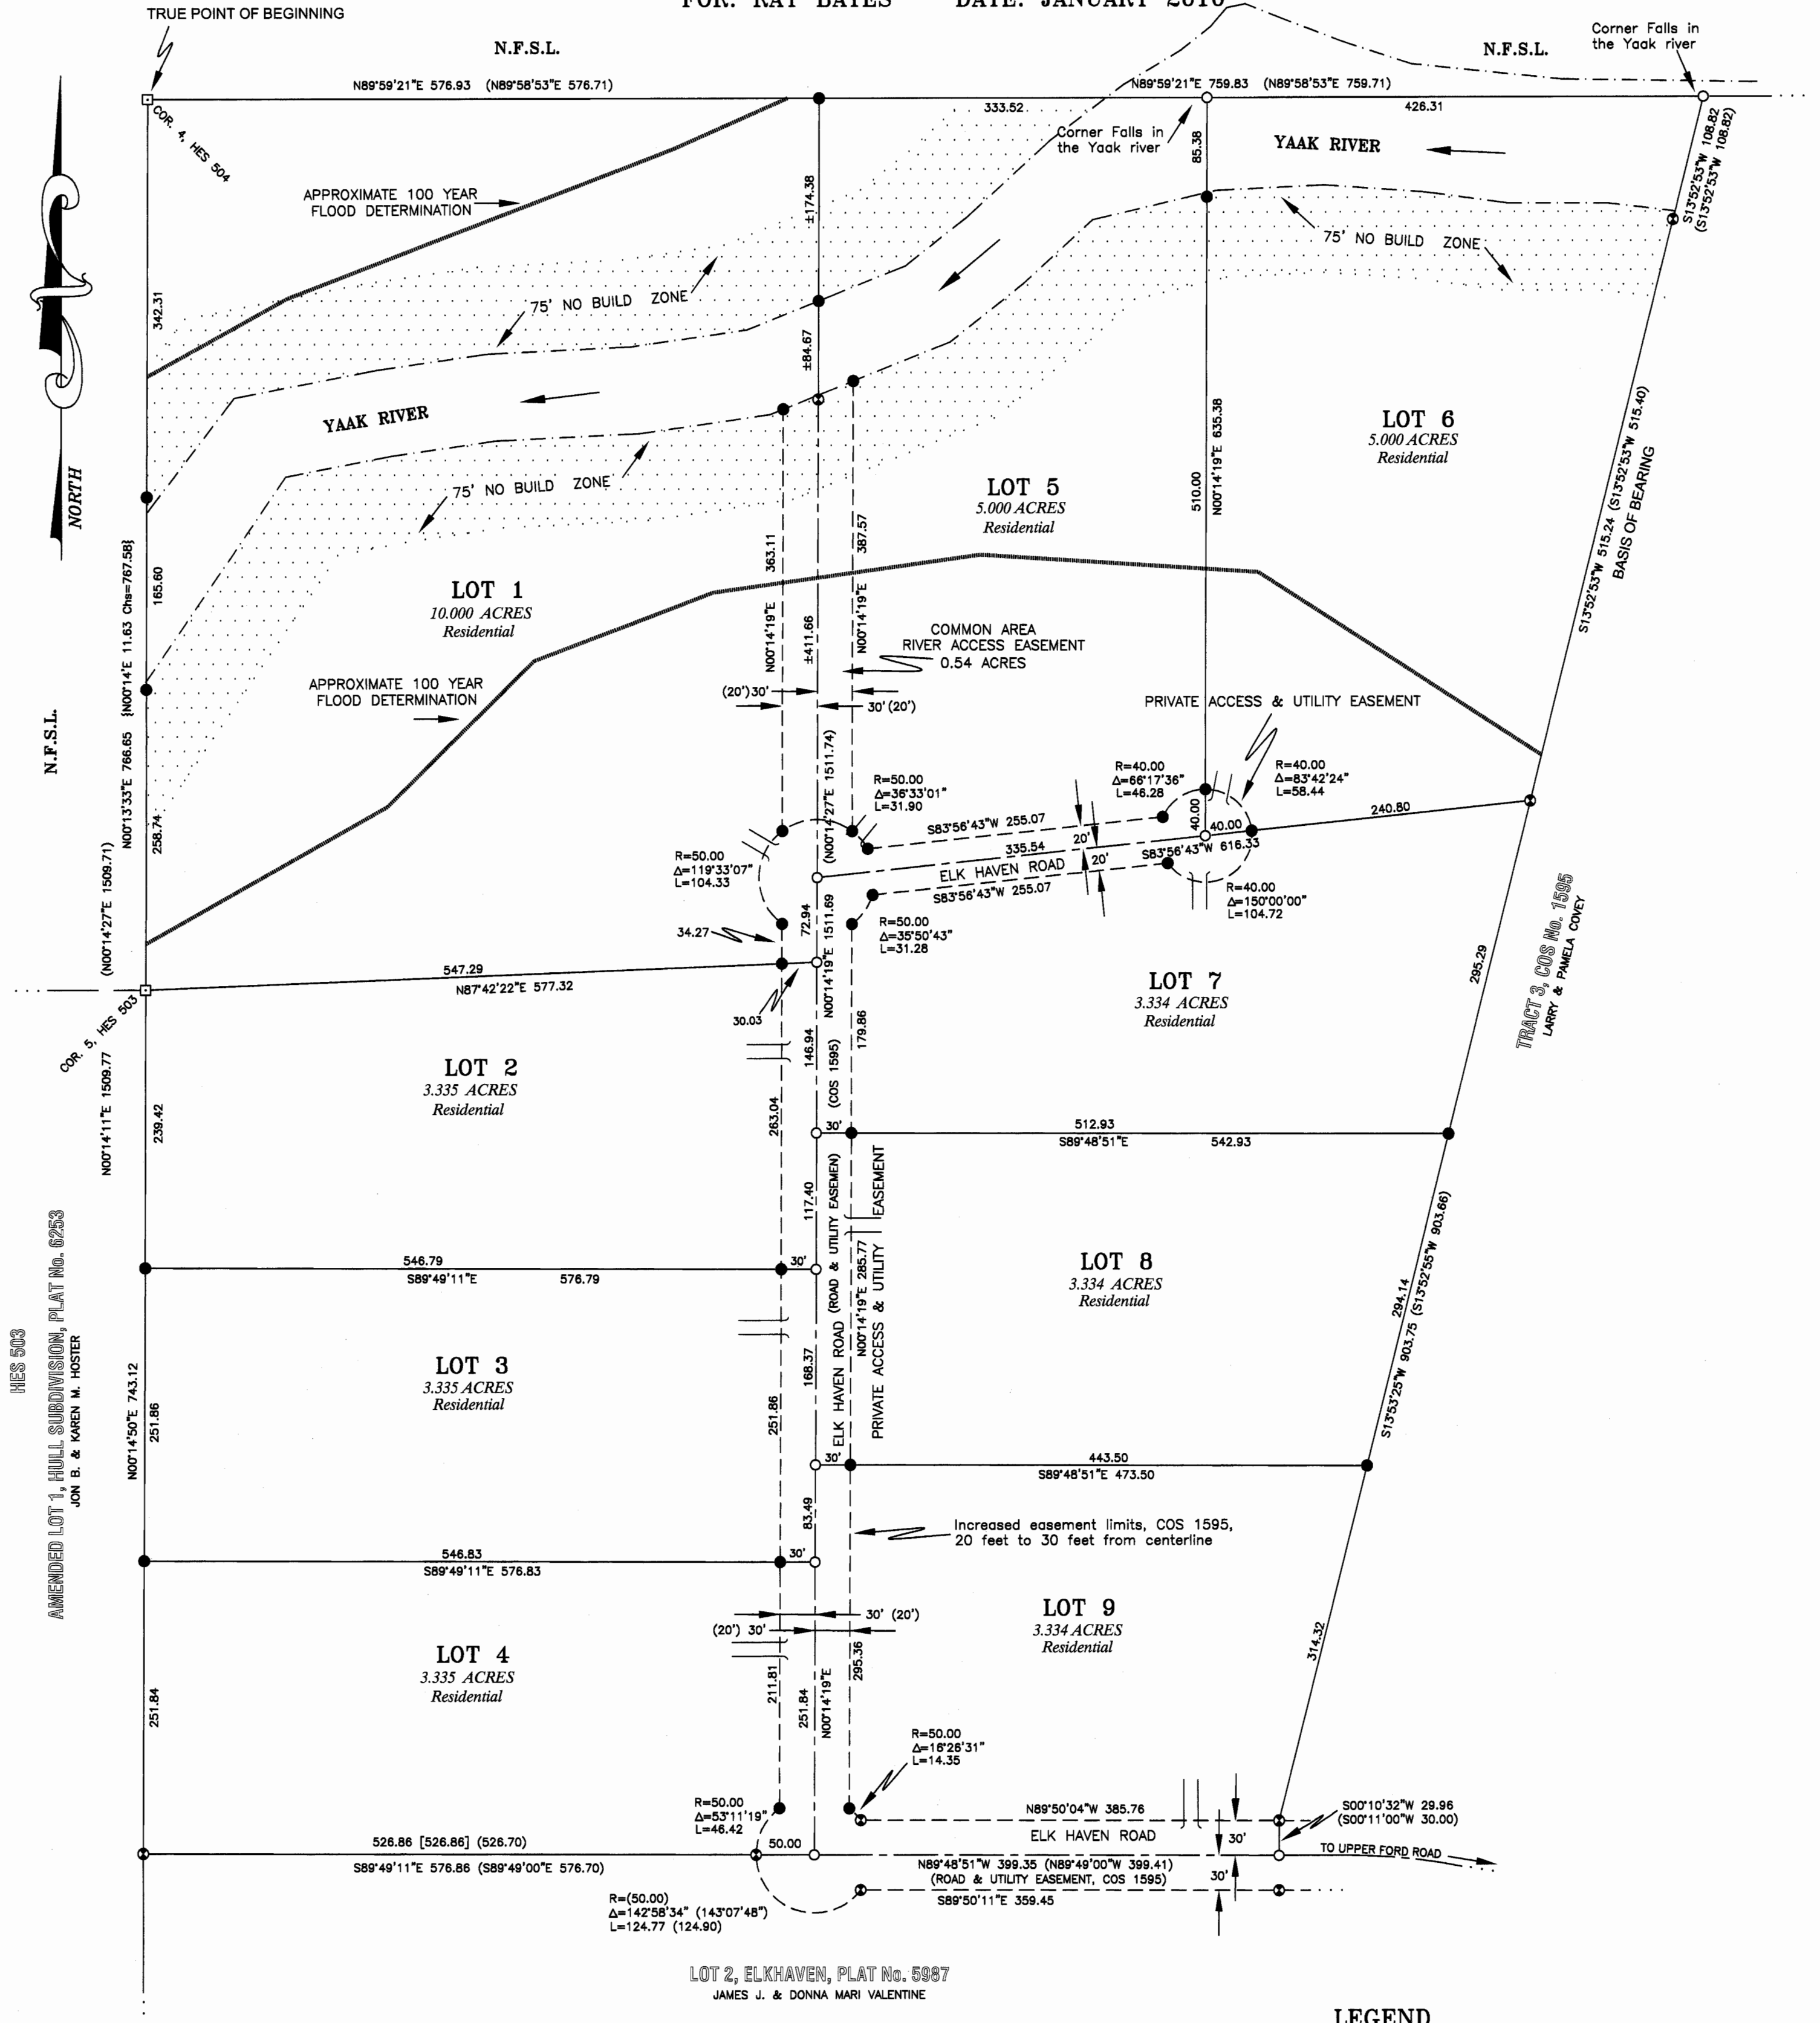 FOR: RAY BATES DATE: JANUARY 2010
TRUE POINT OF BEGINNING
N.F.S.L.
N.F.S.L.
Corner Falls in
the Yaak river
N89°59'21"E 576.93 (N89°58'53"E 576.71)
N89°59'21"E 759.83 (N89°58'53"E 759.71)
333.52
426.31
COR. 4, HES 504
Corner Falls in
the Yaak river
85.38
YAAK RIVER
S13°52'53"W 108.82
(S13°52'53"W 108.82)
APPROXIMATE 100 YEAR
FLOOD DETERMINATION
±174.38
75' NO BUILD ZONE
75' NO BUILD ZONE
342.31
±84.67
YAAK RIVER
75' NO BUILD ZONE
NORTH
LOT 6
5.000 ACRES
Residential
LOT 5
5.000 ACRES
Residential
510.00
N00°14'19"E 635.38
S13°52'53"W 515.24 (S13°52'53"W 515.40)
BASIS OF BEARING
363.11
N00°14'19"E
387.57
N00°14'19"E
±411.66
165.60
LOT 1
10.000 ACRES
Residential
COMMON AREA
RIVER ACCESS EASEMENT
0.54 ACRES
APPROXIMATE 100 YEAR
FLOOD DETERMINATION
(20')30'
30' (20')
PRIVATE ACCESS & UTILITY EASEMENT
N.F.S.L.
N00°13'33"E 766.65 {N00°14'E 11.63 Chs=767.58}
258.74
(N00°14'27"E 1509.71)
(N00°14'27"E 1511.74)
R=50.00
Δ=36°33'01"
L=31.90
R=40.00
Δ=66°17'36"
L=46.28
R=40.00
Δ=83°42'24"
L=58.44
S83°56'43"W 255.07
40.00
40.00
240.80
20'
20'
335.54
S83°56'43"W 616.33
ELK HAVEN ROAD
S83°56'43"W 255.07
R=50.00
Δ=119°33'07"
L=104.33
R=40.00
Δ=150°00'00"
L=104.72
R=50.00
Δ=35°50'43"
L=31.28
34.27
72.94
N00°14'19"E 1511.69
547.29
N87°42'22"E 577.32
30.03
LOT 7
3.334 ACRES
Residential
295.29
TRACT 3, COS No. 1595
LARRY & PAMELA COVEY
COR. 5, HES 503
N00°14'11"E 1509.77
239.42
LOT 2
3.335 ACRES
Residential
146.94
(COS 1595)
179.86
263.04
30'
512.93
S89°48'51"E 542.93
117.40
ELK HAVEN ROAD (ROAD & UTILITY EASEMEN)
N00°14'19"E 285.77
PRIVATE ACCESS & UTILITY EASEMENT
546.79
30'
S89°49'11"E 576.79
LOT 8
3.334 ACRES
Residential
294.14
S13°53'25"W 903.75 (S13°52'55"W 903.66)
HES 503
AMENDED LOT 1, HULL SUBDIVISION, PLAT No. 6253
JON B. & KAREN M. HOSTER
N00°14'50"E 743.12
251.86
LOT 3
3.335 ACRES
Residential
251.86
168.37
30'
443.50
S89°48'51"E 473.50
83.49
Increased easement limits, COS 1595,
20 feet to 30 feet from centerline
546.83
30'
S89°49'11"E 576.83
30' (20')
(20') 30'
LOT 9
3.334 ACRES
Residential
314.32
LOT 4
3.335 ACRES
Residential
251.84
211.81
251.84
N00°14'19"E
295.36
R=50.00
Δ=16°26'31"
L=14.35
R=50.00
Δ=53°11'19"
L=46.42
N89°50'04"W 385.76
S00°10'32"W 29.96
(S00°11'00"W 30.00)
ELK HAVEN ROAD
30'
TO UPPER FORD ROAD
526.86 [526.86] (526.70)
50.00
S89°49'11"E 576.86 (S89°49'00"E 576.70)
N89°48'51"W 399.35 (N89°49'00"W 399.41)
(ROAD & UTILITY EASEMENT, COS 1595)
30'
S89°50'11"E 359.45
R=(50.00)
Δ=142°58'34" (143°07'48")
L=124.77 (124.90)
LOT 2, ELKHAVEN, PLAT No. 5987
JAMES J. & DONNA MARI VALENTINE
LEGEND